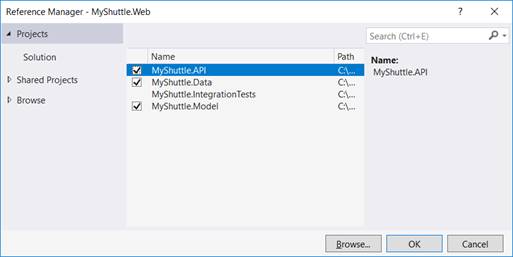 Reference Manager - MyShuttle.Web
? ×
Projects
Solution
Shared Projects
Browse
Name Path
MyShuttle.API C:\...
MyShuttle.Data C:\...
MyShuttle.IntegrationTests C:\...
MyShuttle.Model C:\...
Search (Ctrl+E)
Name:
MyShuttle.API
Browse... OK Cancel